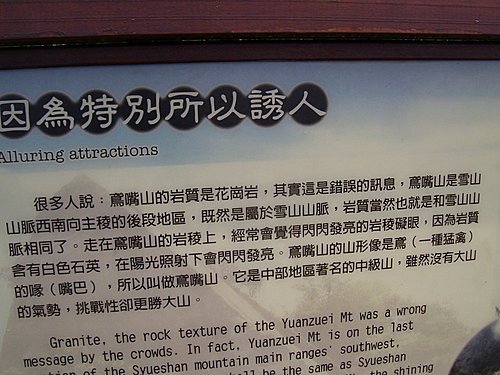 因為特別所以誘人
Alluring attractions
很多人說：鳶嘴山的岩質是花崗岩，其實這是錯誤的訊息，鳶嘴山是雪山
山脈西南向主稜的後段地區，既然是屬於雪山山脈，岩質當然也就是和雪山山
脈相同了。走在鳶嘴山的岩稜上，經常會覺得閃閃發亮的岩稜礙眼，因為岩質
含有白色石英，在陽光照射下會閃閃發亮。鳶嘴山的山形像是鳶（一種猛禽）
的喙（嘴巴），所以叫做鳶嘴山。它是中部地區著名的中級山，雖然沒有大山
的氣勢，挑戰性卻更勝大山。
Granite, the rock texture of the Yuanzuei Mt was a wrong
message by the crowds. In fact, Yuanzuei Mt is on the last
of the Syueshan mountain main ranges' southwest,
be the same as Syueshan
the shining